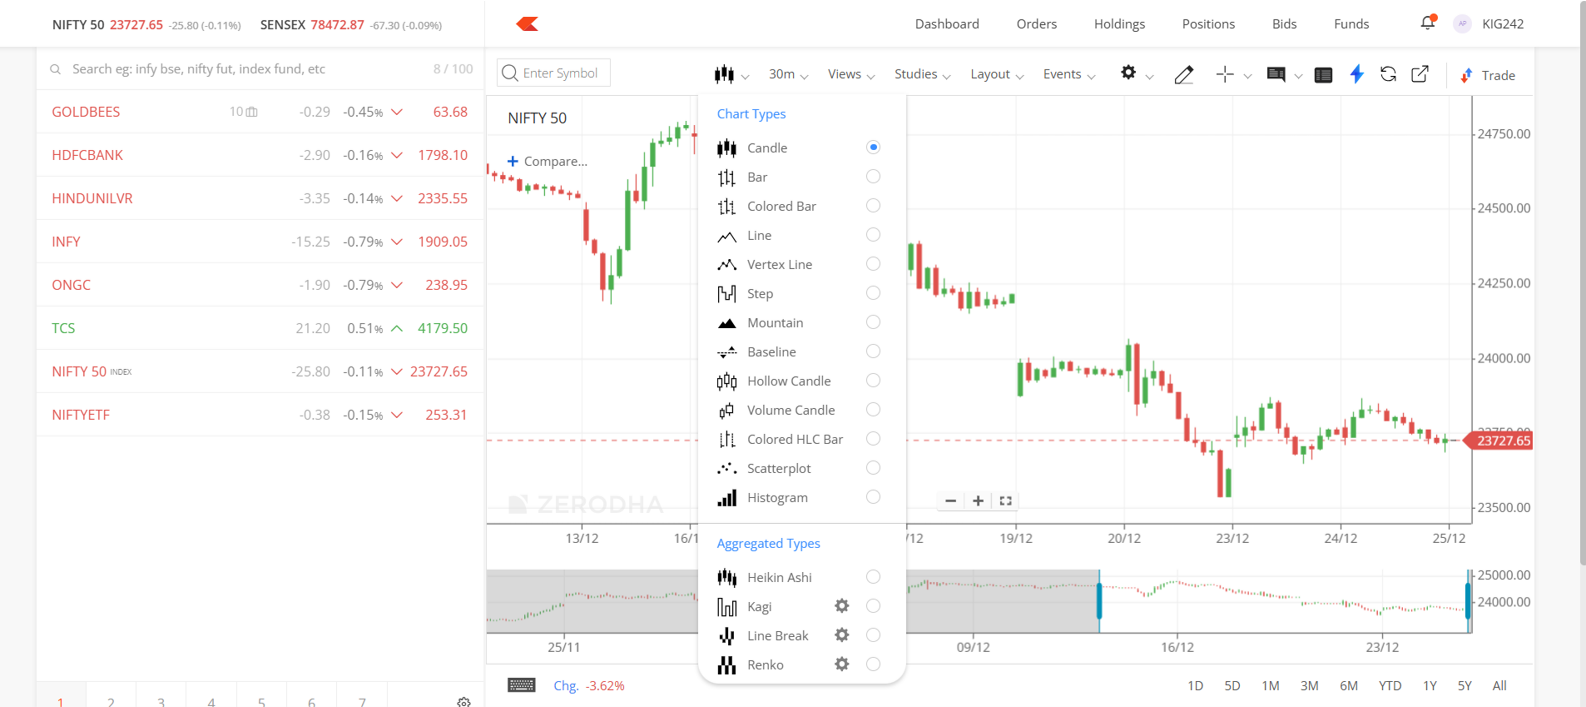 NIFTY 50 23727.65 -25.80 (-0.11%) SENSEX 78472.87 -67.30 (-0.09%)
Dashboard Orders Holdings Positions Bids Funds AP KIG242
Search eg: infy bse, nifty fut, index fund, etc 8 / 100
GOLDBEES 10 -0.29 -0.45% 63.68
HDFCBANK -2.90 -0.16% 1798.10
HINDUNILVR -3.35 -0.14% 2335.55
INFY -15.25 -0.79% 1909.05
ONGC -1.90 -0.79% 238.95
TCS 21.20 0.51% 4179.50
NIFTY 50 INDEX -25.80 -0.11% 23727.65
NIFTYETF -0.38 -0.15% 253.31
1 2 3 4 5 6 7
Enter Symbol 30m Views Studies Layout Events Trade
NIFTY 50
+ Compare...
Chart Types
Candle
Bar
Colored Bar
Line
Vertex Line
Step
Mountain
Baseline
Hollow Candle
Volume Candle
Colored HLC Bar
Scatterplot
Histogram
Aggregated Types
Heikin Ashi
Kagi
Line Break
Renko
24750.00
24500.00
24250.00
24000.00
23727.65
23500.00
ZERODHA
13/12 16/1 /12 19/12 20/12 23/12 24/12 25/12
25000.00
24000.00
25/11 09/12 16/12 23/12
Chg. -3.62% 1D 5D 1M 3M 6M YTD 1Y 5Y All